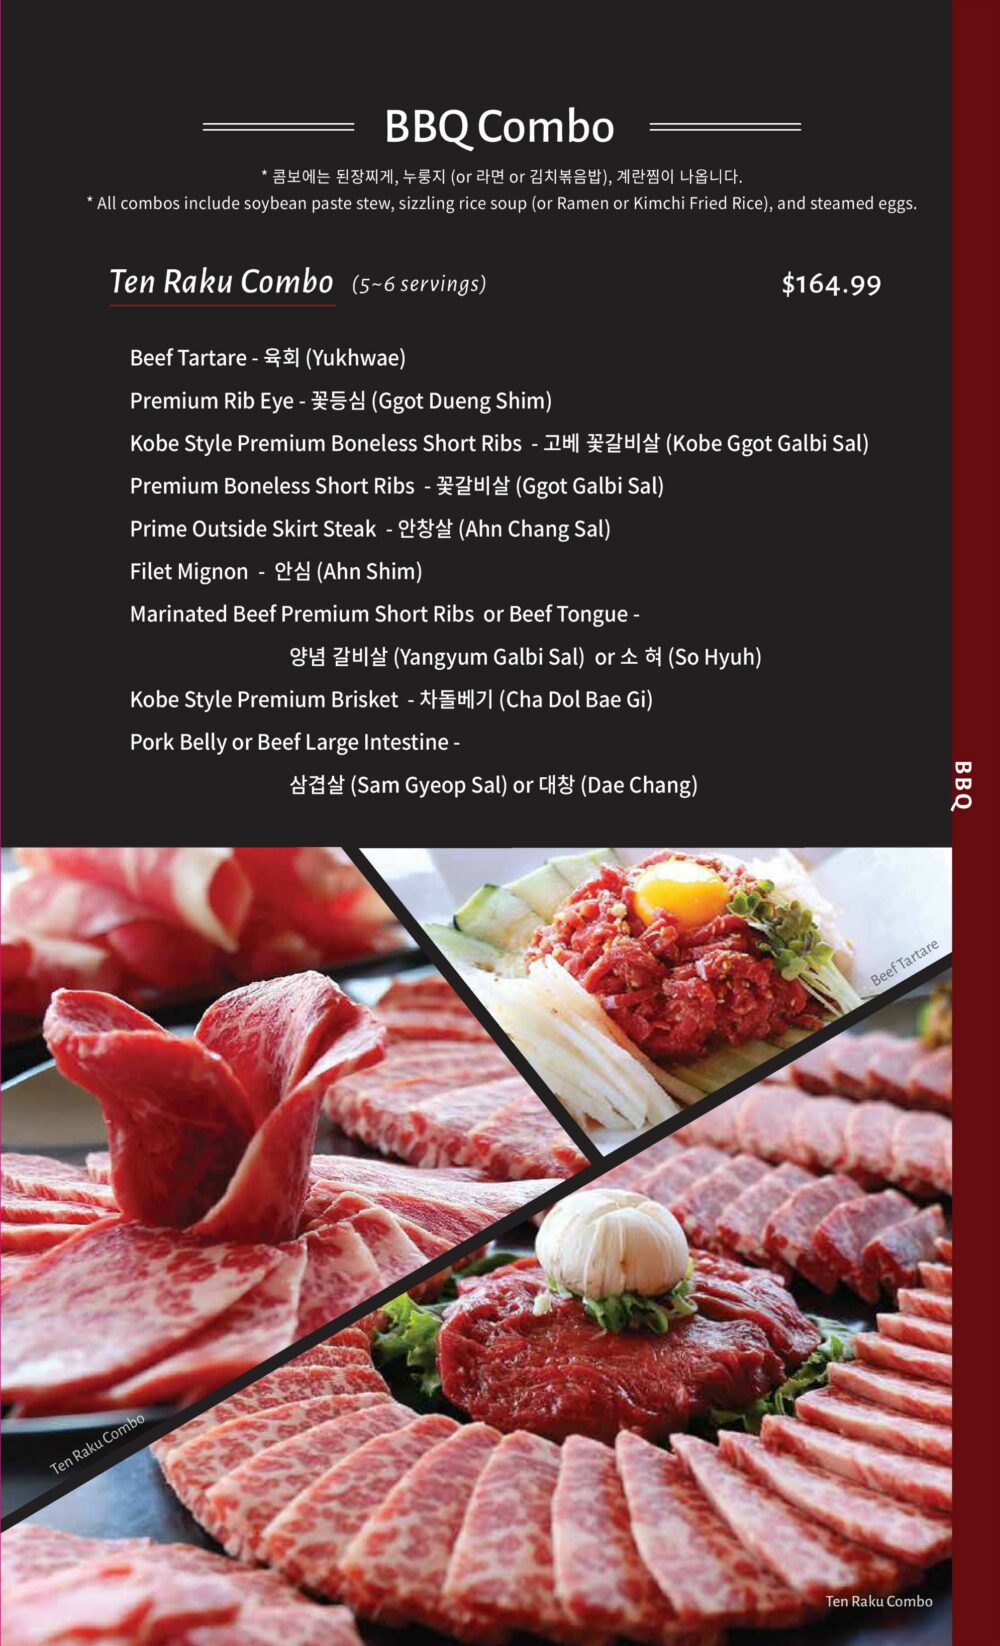 BBQ Combo
* 콤보에는 된장찌게, 누룽지 (or 라면 or 김치볶음밥), 계란찜이 나옵니다.
* All combos include soybean paste stew, sizzling rice soup (or Ramen or Kimchi Fried Rice), and steamed eggs.
Ten Raku Combo (5~6 servings) $164.99
Beef Tartare - 육회 (Yukhwae)
Premium Rib Eye - 꽃등심 (Ggot Dueng Shim)
Kobe Style Premium Boneless Short Ribs - 고베 꽃갈비살 (Kobe Ggot Galbi Sal)
Premium Boneless Short Ribs - 꽃갈비살 (Ggot Galbi Sal)
Prime Outside Skirt Steak - 안창살 (Ahn Chang Sal)
Filet Mignon - 안심 (Ahn Shim)
Marinated Beef Premium Short Ribs or Beef Tongue -
양념 갈비살 (Yangyum Galbi Sal) or 소 혀 (So Hyuh)
Kobe Style Premium Brisket - 차돌베기 (Cha Dol Bae Gi)
Pork Belly or Beef Large Intestine -
삼겹살 (Sam Gyeop Sal) or 대창 (Dae Chang)
BBQ
Beef Tartare
Ten Raku Combo
Ten Raku Combo